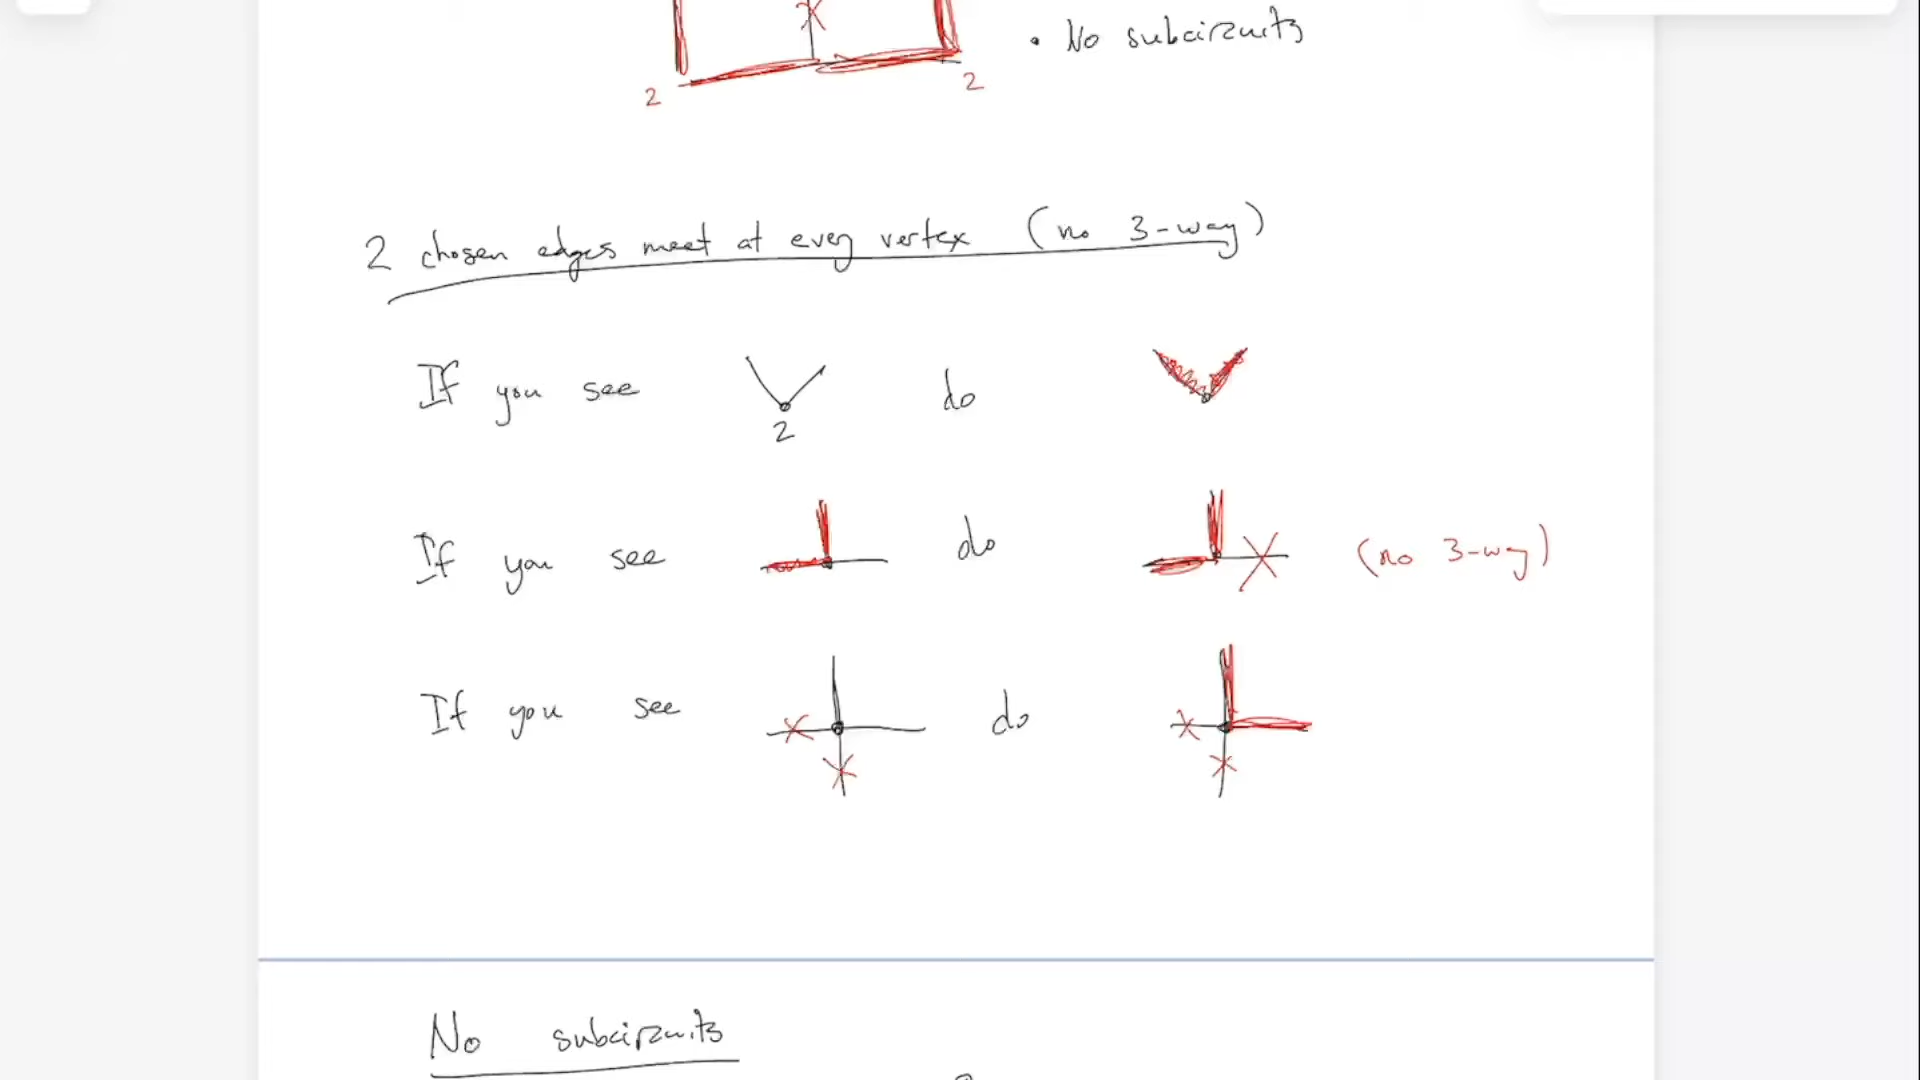 • No subcircuits
2 2
2 chosen edges meet at every vertex (no 3-way)
If you see do
2
If you see do (no 3-way)
If you see do
No subcircuits